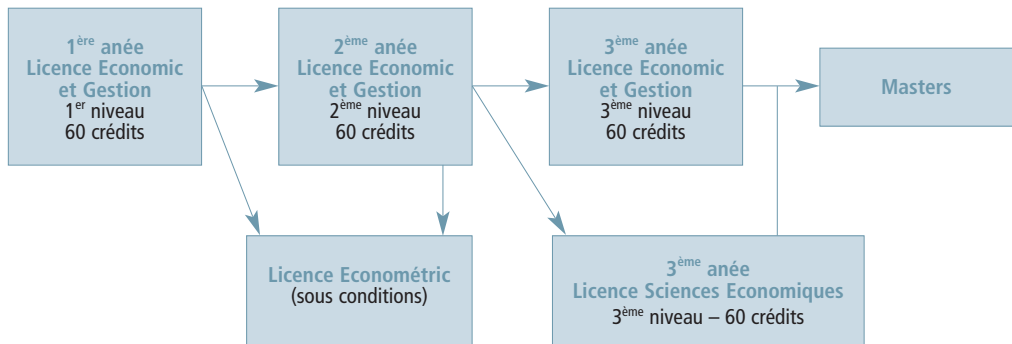 1ère anée
Licence Economic
et Gestion
1er niveau
60 crédits
2ème anée
Licence Economic
et Gestion
2ème niveau
60 crédits
3ème anée
Licence Economic
et Gestion
3ème niveau
60 crédits
Masters
Licence Econométric
(sous conditions)
3ème anée
Licence Sciences Economiques
3ème niveau – 60 crédits